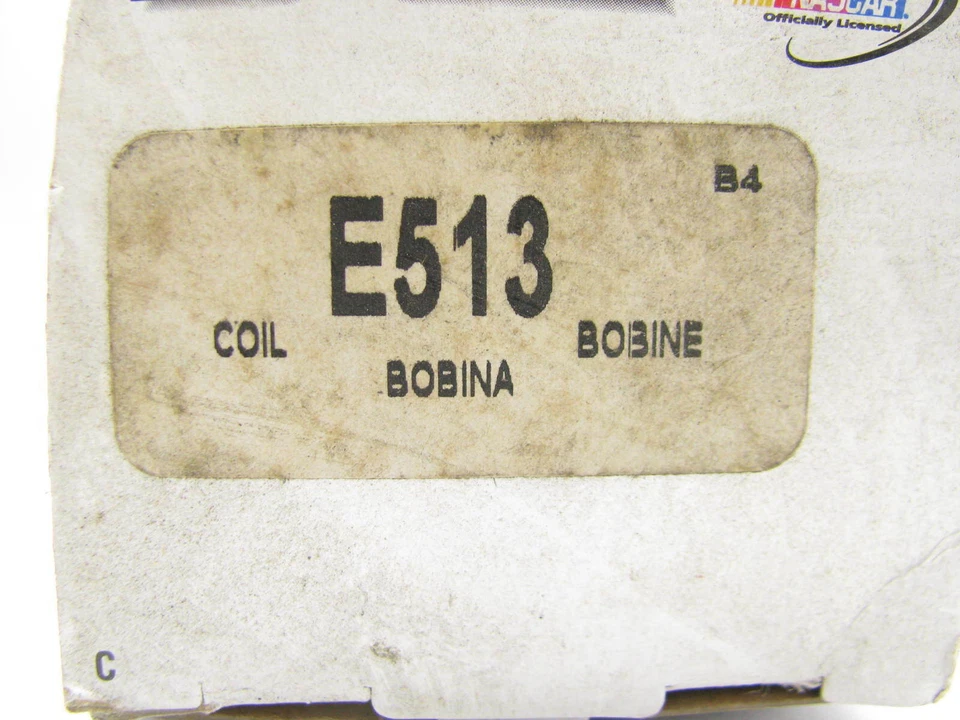 NASCAR.
Officially Licensed
B4
E513
COIL BOBINE
BOBINA
C